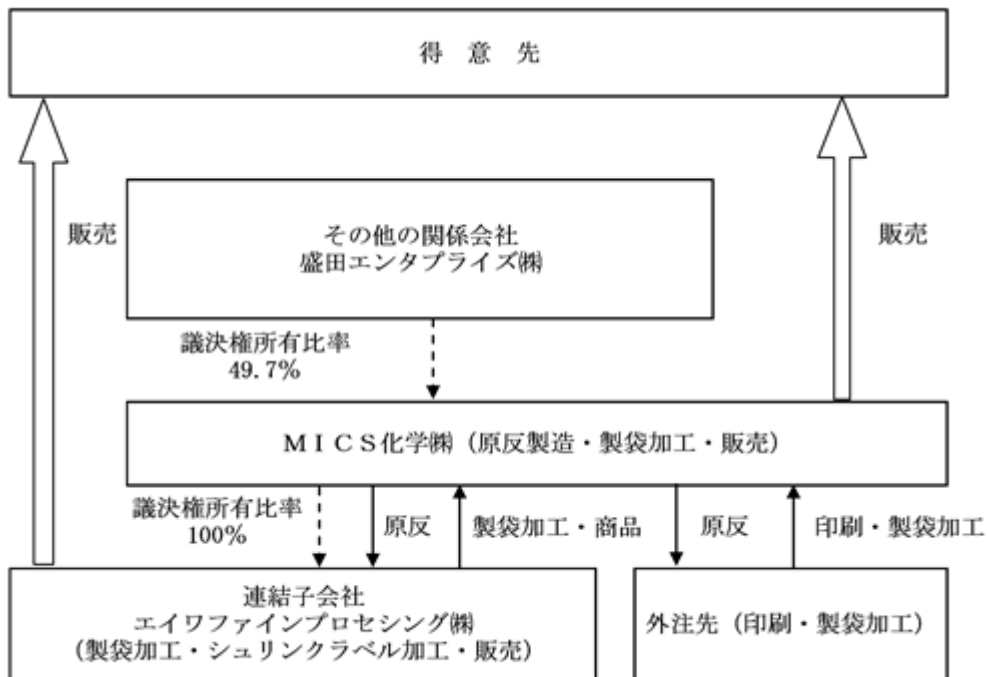 得　意　先
販売
販売
その他の関係会社
盛田エンタプライズ㈱
議決権所有比率
49.7%
ＭＩＣＳ化学㈱（原反製造・製袋加工・販売）
議決権所有比率
100%
原反
製袋加工・商品
原反
印刷・製袋加工
連結子会社
エイワファインプロセシング㈱
（製袋加工・シュリンクラベル加工・販売）
外注先（印刷・製袋加工）